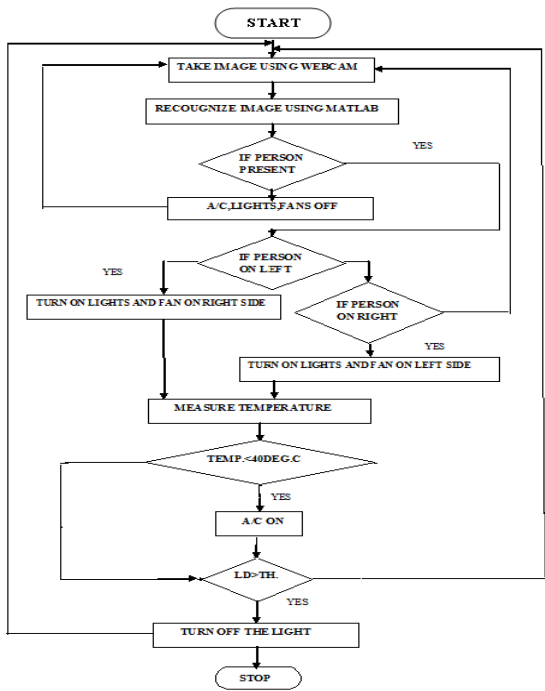 START
TAKE IMAGE USING WEBCAM
RECOUGNIZE IMAGE USING MATLAB
YES
IF PERSON
PRESENT
A/C,LIGHTS,FANS OFF
IF PERSON
ON LEFT
YES
TURN ON LIGHTS AND FAN ON RIGHT SIDE
IF PERSON
ON RIGHT
YES
TURN ON LIGHTS AND FAN ON LEFT SIDE
MEASURE TEMPERATURE
TEMP.<40DEG.C
YES
A/C ON
LD>TH.
YES
TURN OFF THE LIGHT
STOP